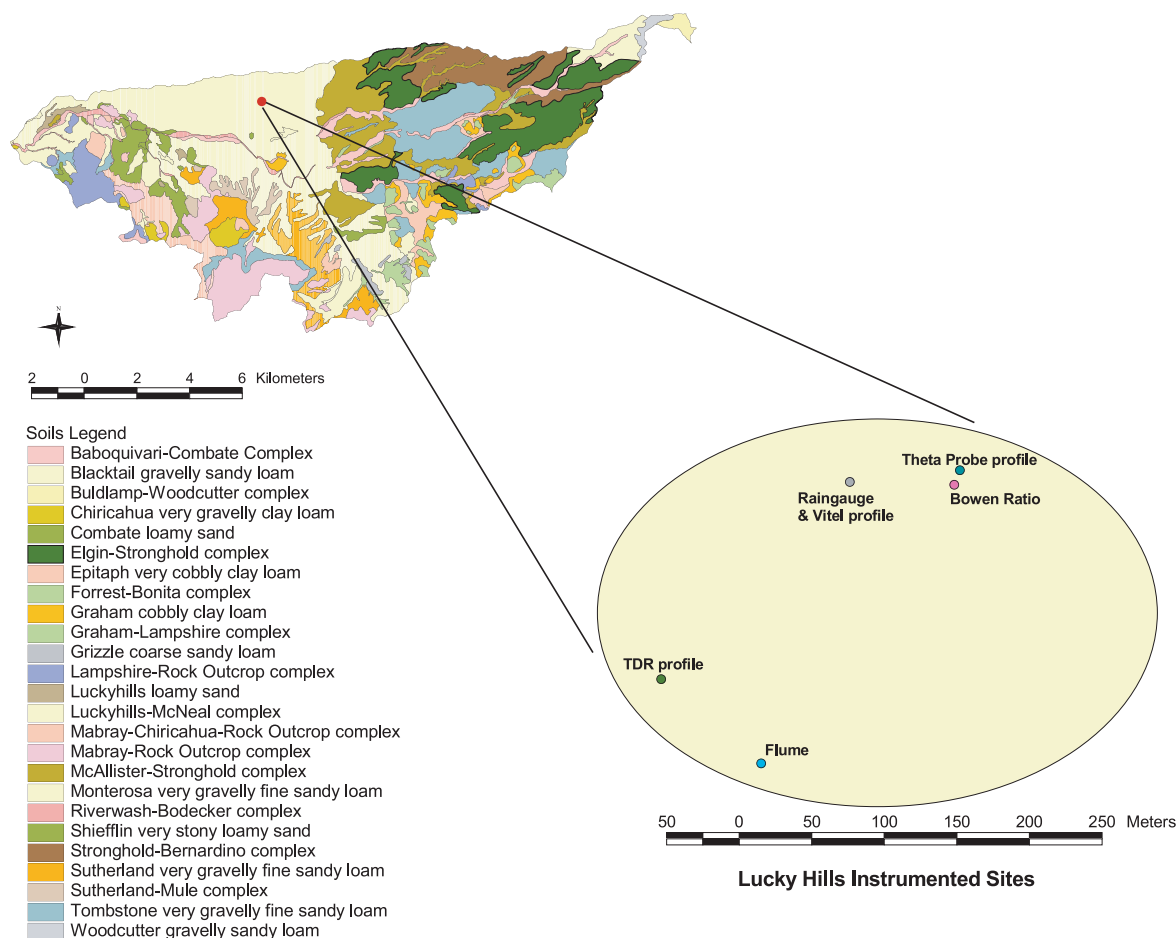 N
2 0 2 4 6 Kilometers
Soils Legend
Baboquivari-Combate Complex
Blacktail gravelly sandy loam
Buldlamp-Woodcutter complex
Chiricahua very gravelly clay loam
Combate loamy sand
Elgin-Stronghold complex
Epitaph very cobbly clay loam
Forrest-Bonita complex
Graham cobbly clay loam
Graham-Lampshire complex
Grizzle coarse sandy loam
Lampshire-Rock Outcrop complex
Luckyhills loamy sand
Luckyhills-McNeal complex
Mabray-Chiricahua-Rock Outcrop complex
Mabray-Rock Outcrop complex
McAllister-Stronghold complex
Monterosa very gravelly fine sandy loam
Riverwash-Bodecker complex
Shiefflin very stony loamy sand
Stronghold-Bernardino complex
Sutherland very gravelly fine sandy loam
Sutherland-Mule complex
Tombstone very gravelly fine sandy loam
Woodcutter gravelly sandy loam
Theta Probe profile
Bowen Ratio
Raingauge
& Vitel profile
TDR profile
Flume
50 0 50 100 150 200 250 Meters
Lucky Hills Instrumented Sites